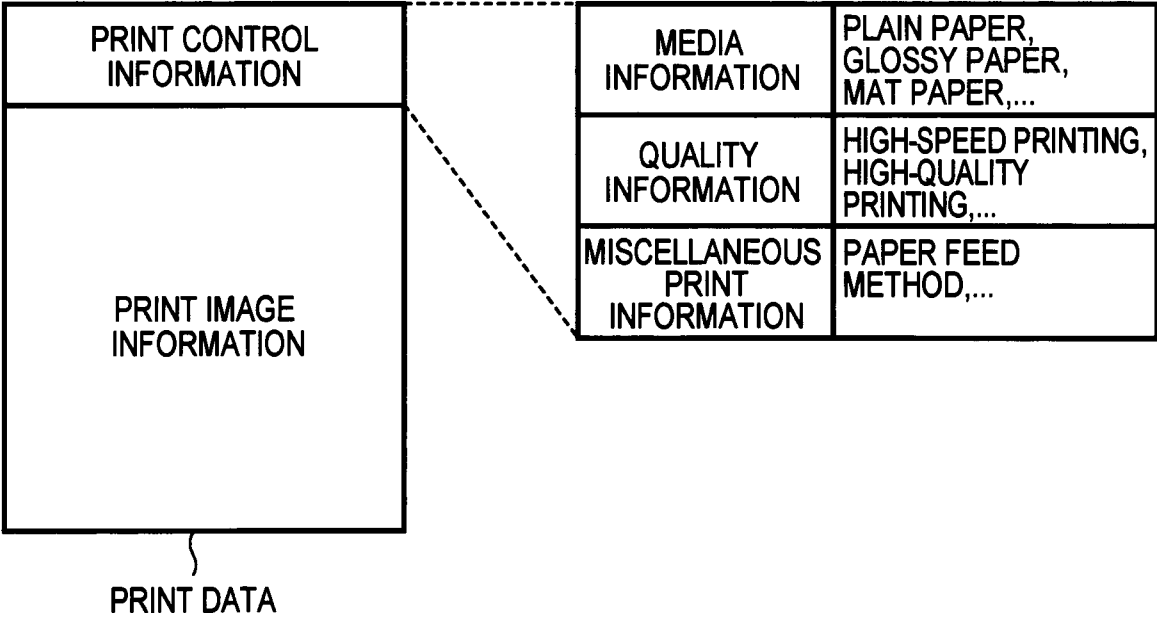 PRINT CONTROL
INFORMATION
PRINT IMAGE
INFORMATION
PRINT DATA
MEDIA
INFORMATION
PLAIN PAPER,
GLOSSY PAPER,
MAT PAPER,...
QUALITY
INFORMATION
HIGH-SPEED PRINTING,
HIGH-QUALITY
PRINTING,...
MISCELLANEOUS
PRINT
INFORMATION
PAPER FEED
METHOD,...